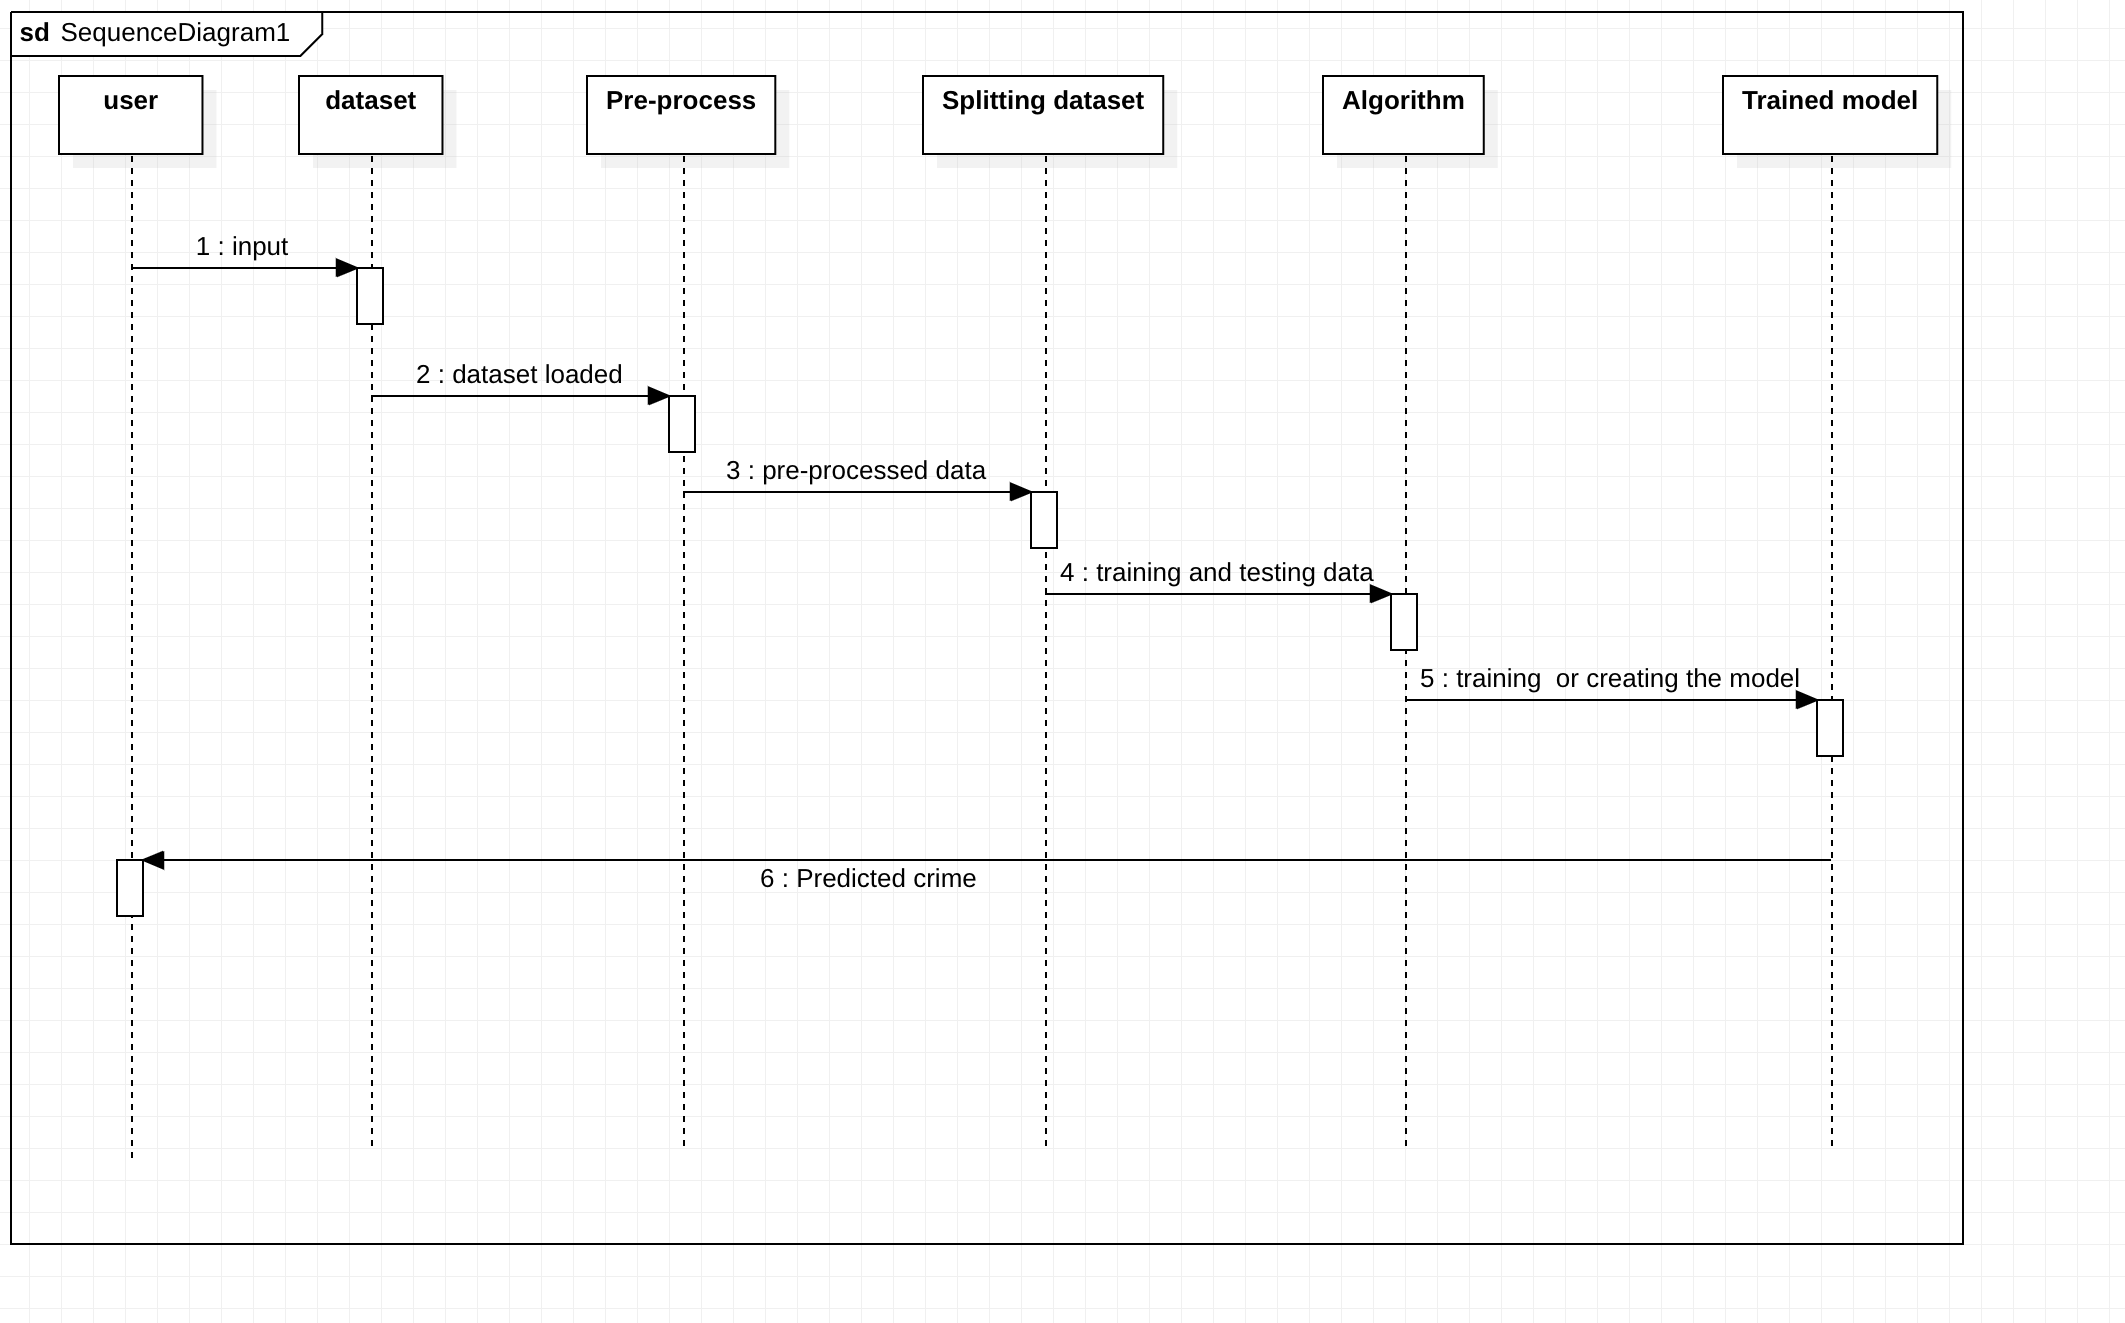 sd SequenceDiagram1
user dataset Pre-process Splitting dataset Algorithm Trained model
1 : input
2 : dataset loaded
3 : pre-processed data
4 : training and testing data
5 : training  or creating the model
6 : Predicted crime